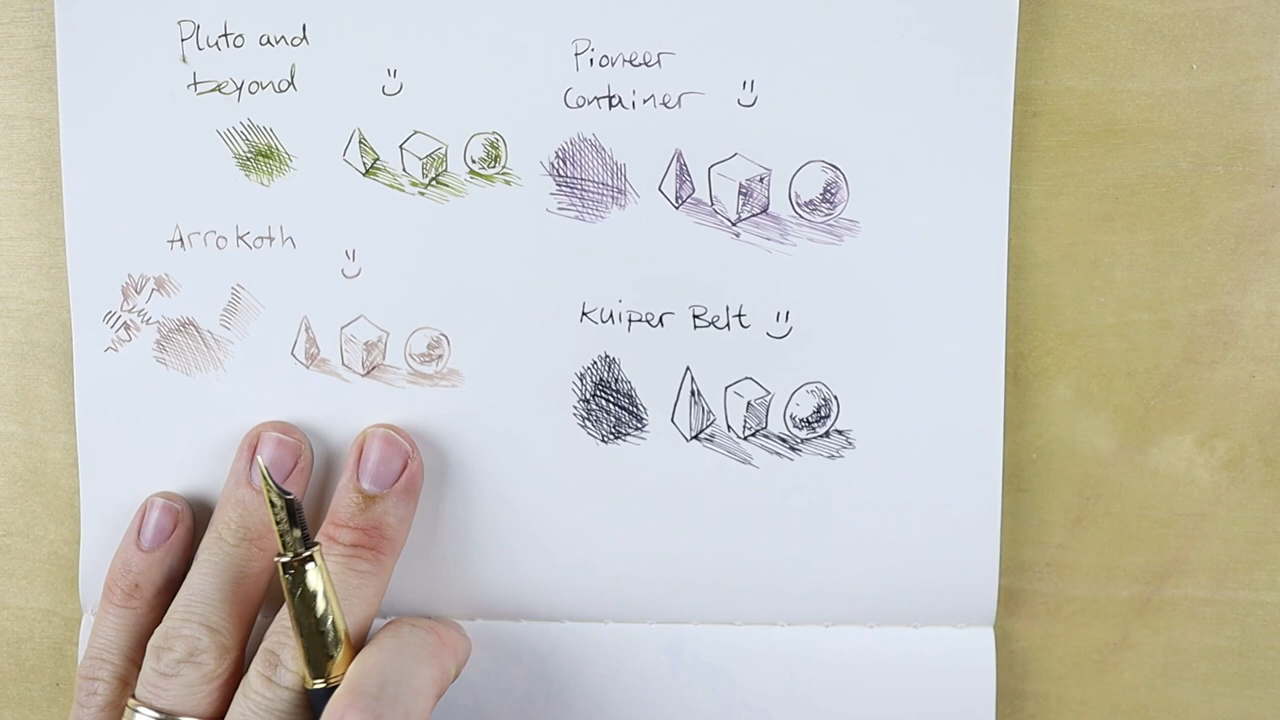 Pluto and
beyond
Arrokoth
Pioneer
Container
Kuiper Belt